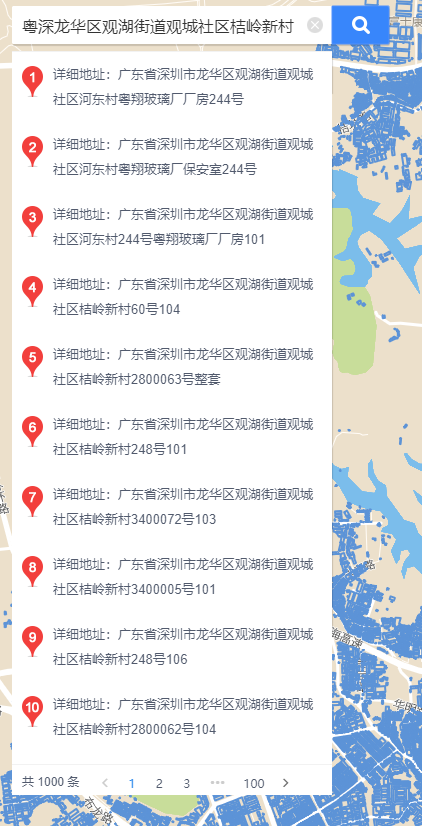 粤深龙华区观湖街道观城社区桔岭新村
1 详细地址：广东省深圳市龙华区观湖街道观城
社区河东村粤翔玻璃厂厂房244号
2 详细地址：广东省深圳市龙华区观湖街道观城
社区河东村粤翔玻璃厂保安室244号
3 详细地址：广东省深圳市龙华区观湖街道观城
社区河东村244号粤翔玻璃厂厂房101
4 详细地址：广东省深圳市龙华区观湖街道观城
社区桔岭新村60号104
5 详细地址：广东省深圳市龙华区观湖街道观城
社区桔岭新村2800063号整套
6 详细地址：广东省深圳市龙华区观湖街道观城
社区桔岭新村248号101
7 详细地址：广东省深圳市龙华区观湖街道观城
社区桔岭新村3400072号103
8 详细地址：广东省深圳市龙华区观湖街道观城
社区桔岭新村3400005号101
9 详细地址：广东省深圳市龙华区观湖街道观城
社区桔岭新村248号106
10 详细地址：广东省深圳市龙华区观湖街道观城
社区桔岭新村2800062号104
共 1000 条 < 1 2 3 ••• 100 >
高速
路
布龙路